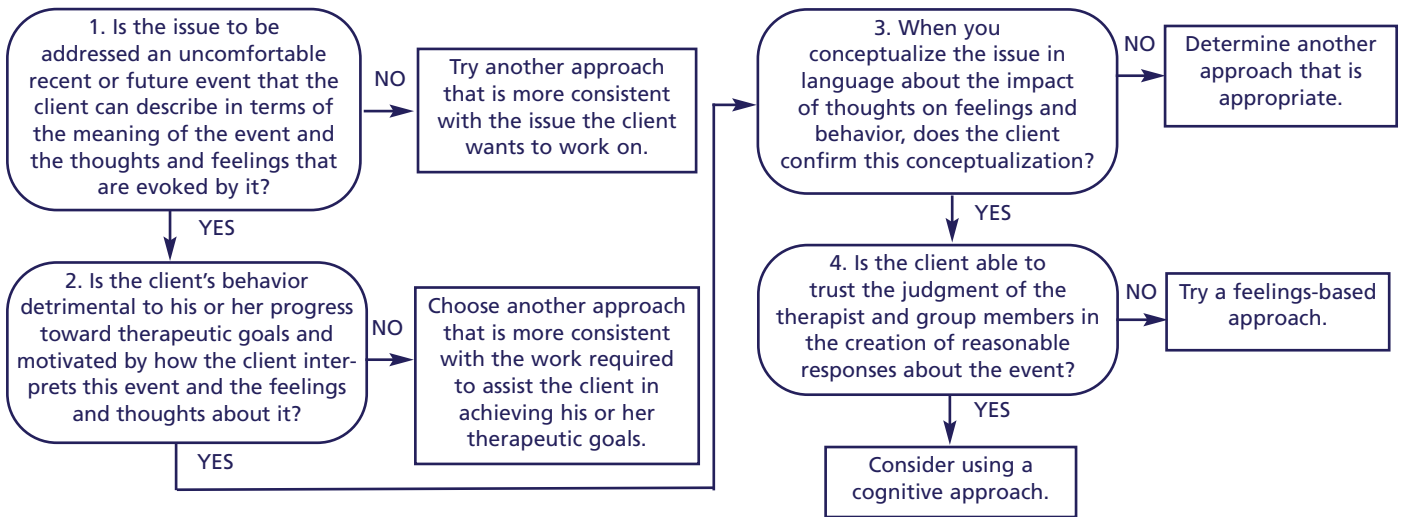 1. Is the issue to be
addressed an uncomfortable
recent or future event that the
client can describe in terms of
the meaning of the event and
the thoughts and feelings that
are evoked by it?
NO
Try another approach
that is more consistent
with the issue the client
wants to work on.
YES
2. Is the client’s behavior
detrimental to his or her progress
toward therapeutic goals and
motivated by how the client inter-
prets this event and the feelings
and thoughts about it?
NO
Choose another approach
that is more consistent
with the work required
to assist the client in
achieving his or her
therapeutic goals.
YES
3. When you
conceptualize the issue in
language about the impact
of thoughts on feelings and
behavior, does the client
confirm this conceptualization?
NO
Determine another
approach that is
appropriate.
YES
4. Is the client able to
trust the judgment of the
therapist and group members in
the creation of reasonable
responses about the event?
NO
Try a feelings-based
approach.
YES
Consider using a
cognitive approach.